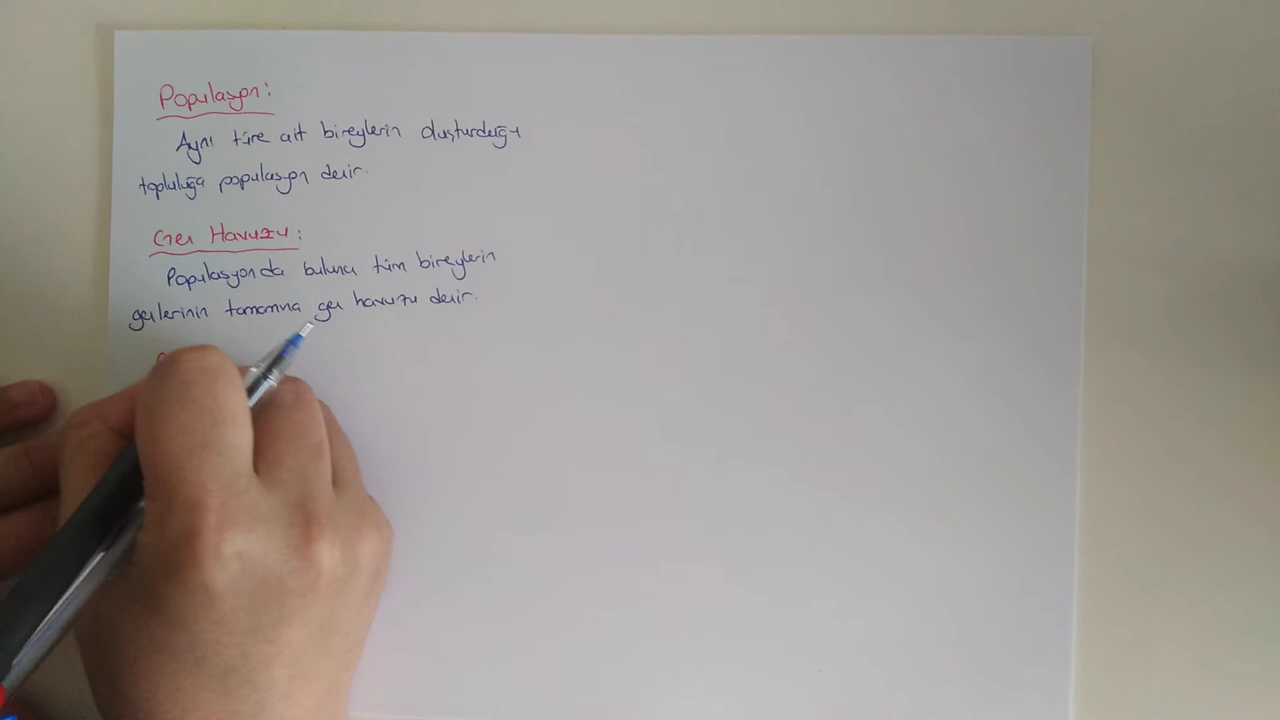 Populasyon:
Aynı türe ait bireylerin oluşturduğu
topluluğa populasyon denir.
Gen Havuzu:
Populasyonda buluna tüm bireylerin
genlerinin tamamına gen havuzu denir.